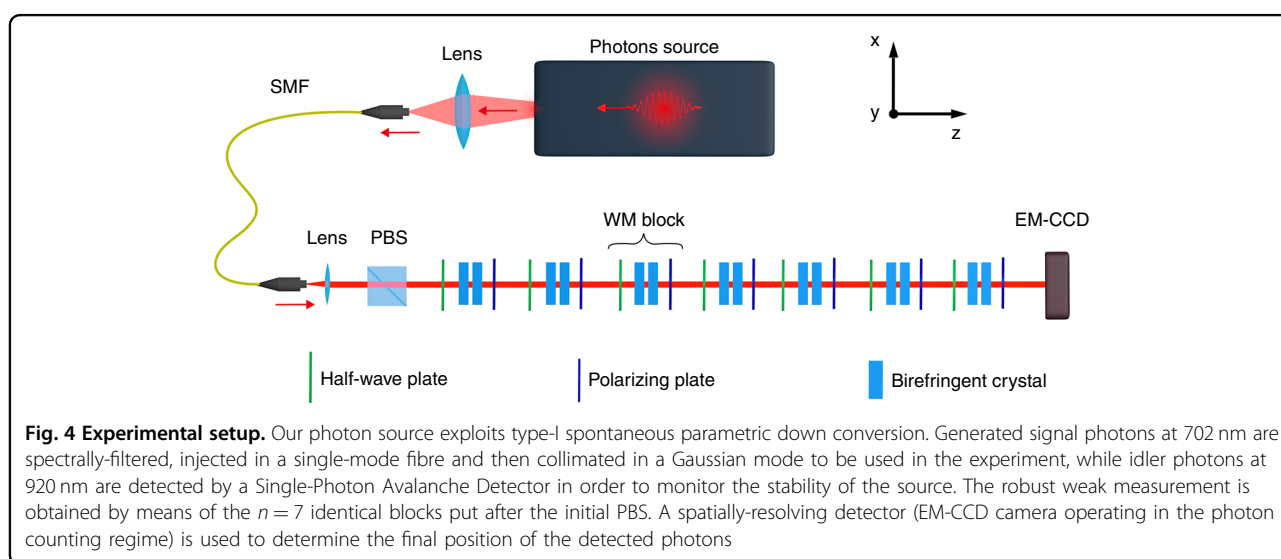 Photons source
Lens
SMF
x
y
z
WM block
EM-CCD
Lens
PBS
Half-wave plate
Polarizing plate
Birefringent crystal
Fig. 4 Experimental setup. Our photon source exploits type-I spontaneous parametric down conversion. Generated signal photons at 702 nm are
spectrally-filtered, injected in a single-mode fibre and then collimated in a Gaussian mode to be used in the experiment, while idler photons at
920 nm are detected by a Single-Photon Avalanche Detector in order to monitor the stability of the source. The robust weak measurement is
obtained by means of the n = 7 identical blocks put after the initial PBS. A spatially-resolving detector (EM-CCD camera operating in the photon
counting regime) is used to determine the final position of the detected photons